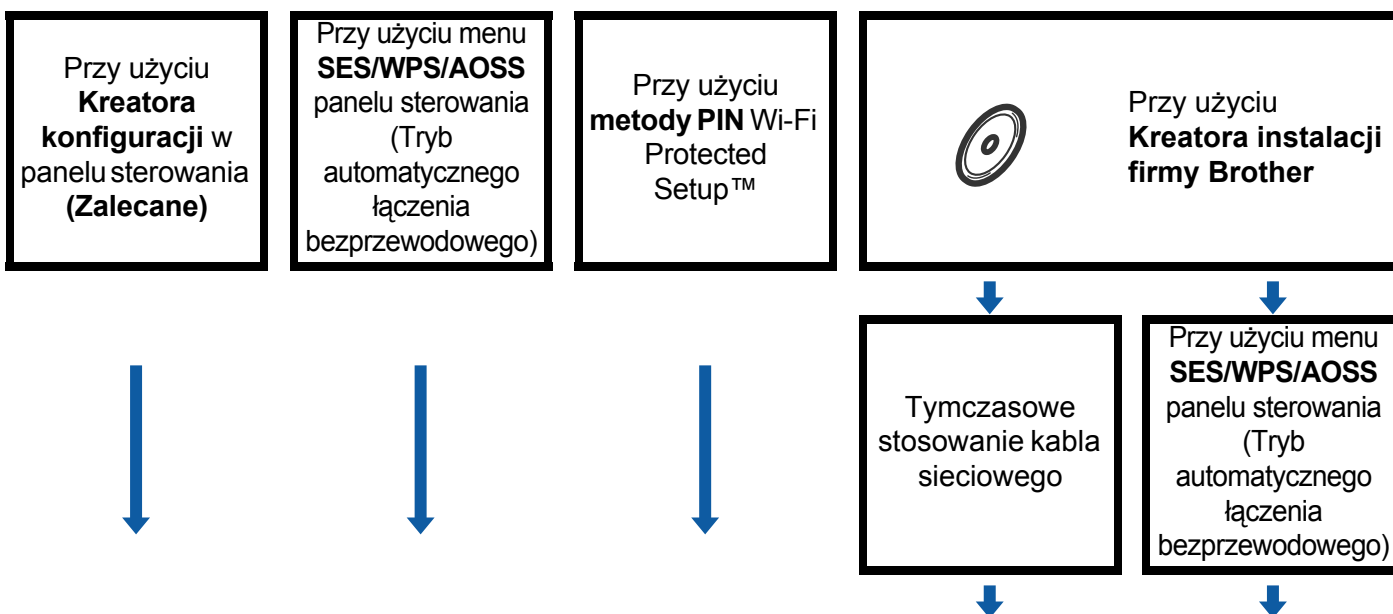 Przy użyciu
Kreatora
konfiguracji w
panelu sterowania
(Zalecane)
Przy użyciu menu
SES/WPS/AOSS
panelu sterowania
(Tryb
automatycznego
łączenia
bezprzewodowego)
Przy użyciu
metody PIN Wi-Fi
Protected
Setup™
Przy użyciu
Kreatora instalacji
firmy Brother
Tymczasowe
stosowanie kabla
sieciowego
Przy użyciu menu
SES/WPS/AOSS
panelu sterowania
(Tryb
automatycznego
łączenia
bezprzewodowego)